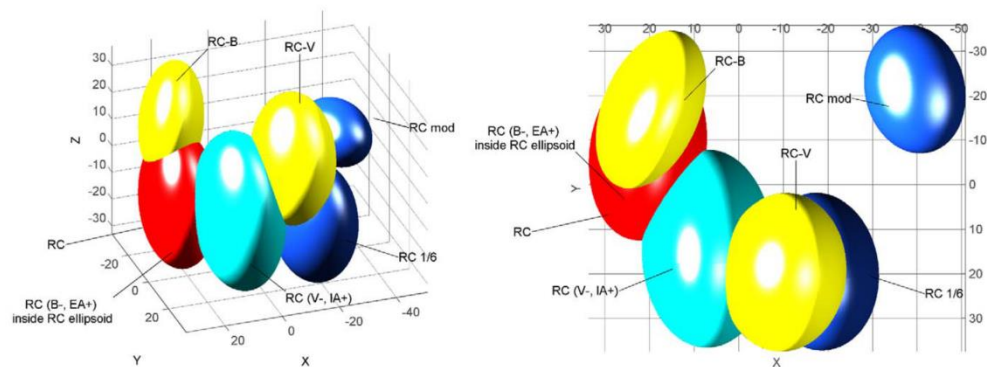 RC-B
RC-V
30
20
10
0
-10
-20
-30
Z
RC mod
RC
-20
0
20
RC 1/6
RC (B-, EA+)
inside RC ellipsoid
RC (V-, IA+)
20
0
-20
-40
Y
X
30 20 10 0 -10 -20 -30 -40 -50
-30
RC-B
-20
RC mod
RC (B-, EA+)
inside RC ellipsoid
-10
RC-V
Y
0
RC
10
RC (V-, IA+)
20
RC 1/6
30
X